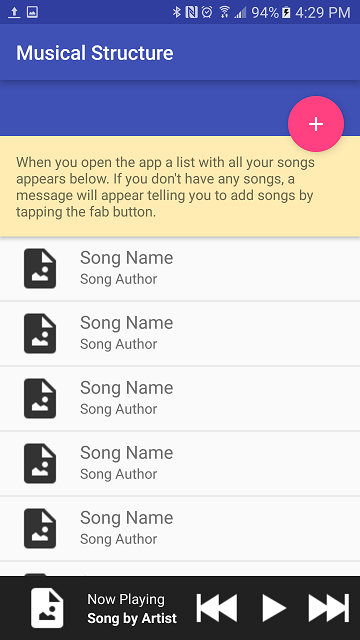 94% 4:29 PM
Musical Structure
+
When you open the app a list with all your songs
appears below. If you don't have any songs, a
message will appear telling you to add songs by
tapping the fab button.
Song Name
Song Author
Song Name
Song Author
Song Name
Song Author
Song Name
Song Author
Song Name
Song Author
Now Playing
Song by Artist